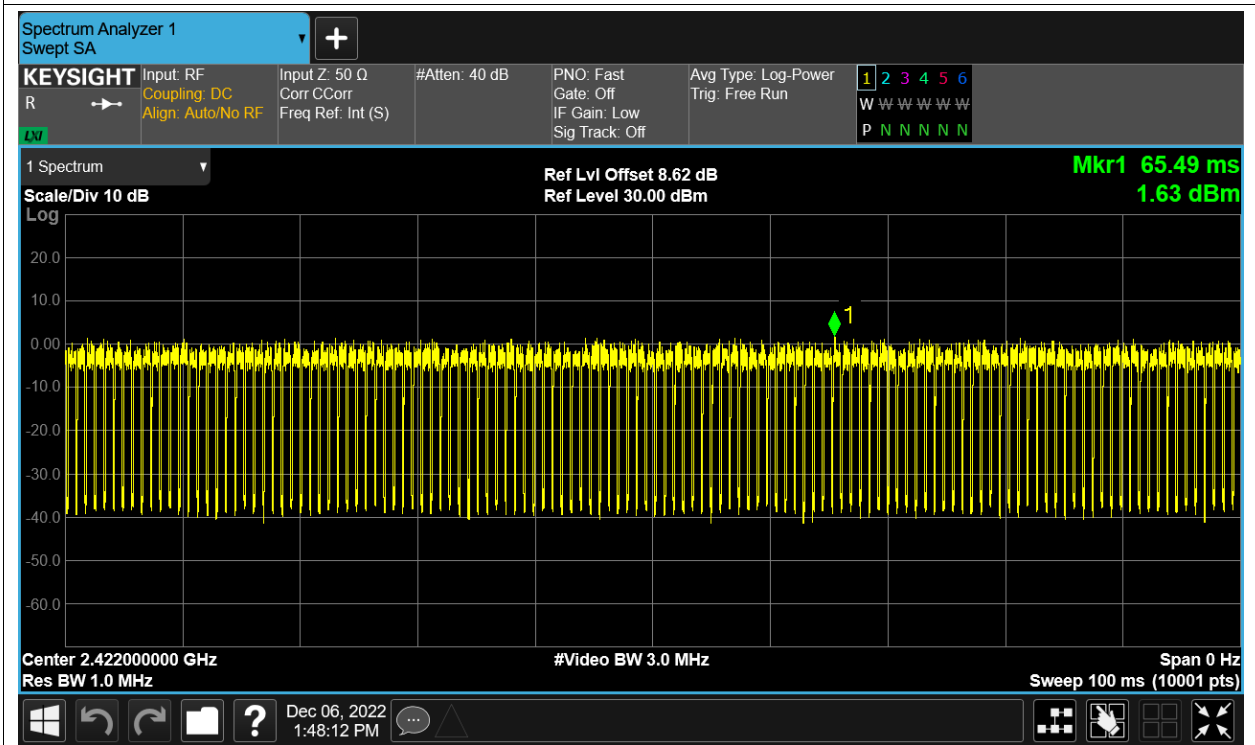 Spectrum Analyzer 1
Swept SA
KEYSIGHT
R
LXI
Input: RF
Coupling: DC
Align: Auto/No RF
Input Z: 50 Ω
Corr CCorr
Freq Ref: Int (S)
#Atten: 40 dB
PNO: Fast
Gate: Off
IF Gain: Low
Sig Track: Off
Avg Type: Log-Power
Trig: Free Run
1 2 3 4 5 6
W W W W W W
P N N N N N
1 Spectrum
Scale/Div 10 dB
Ref Lvl Offset 8.62 dB
Ref Level 30.00 dBm
Mkr1 65.49 ms
1.63 dBm
Log
20.0
10.0
0.00
-10.0
-20.0
-30.0
-40.0
-50.0
-60.0
1
Center 2.422000000 GHz
Res BW 1.0 MHz
#Video BW 3.0 MHz
Span 0 Hz
Sweep 100 ms (10001 pts)
?
Dec 06, 2022
1:48:12 PM